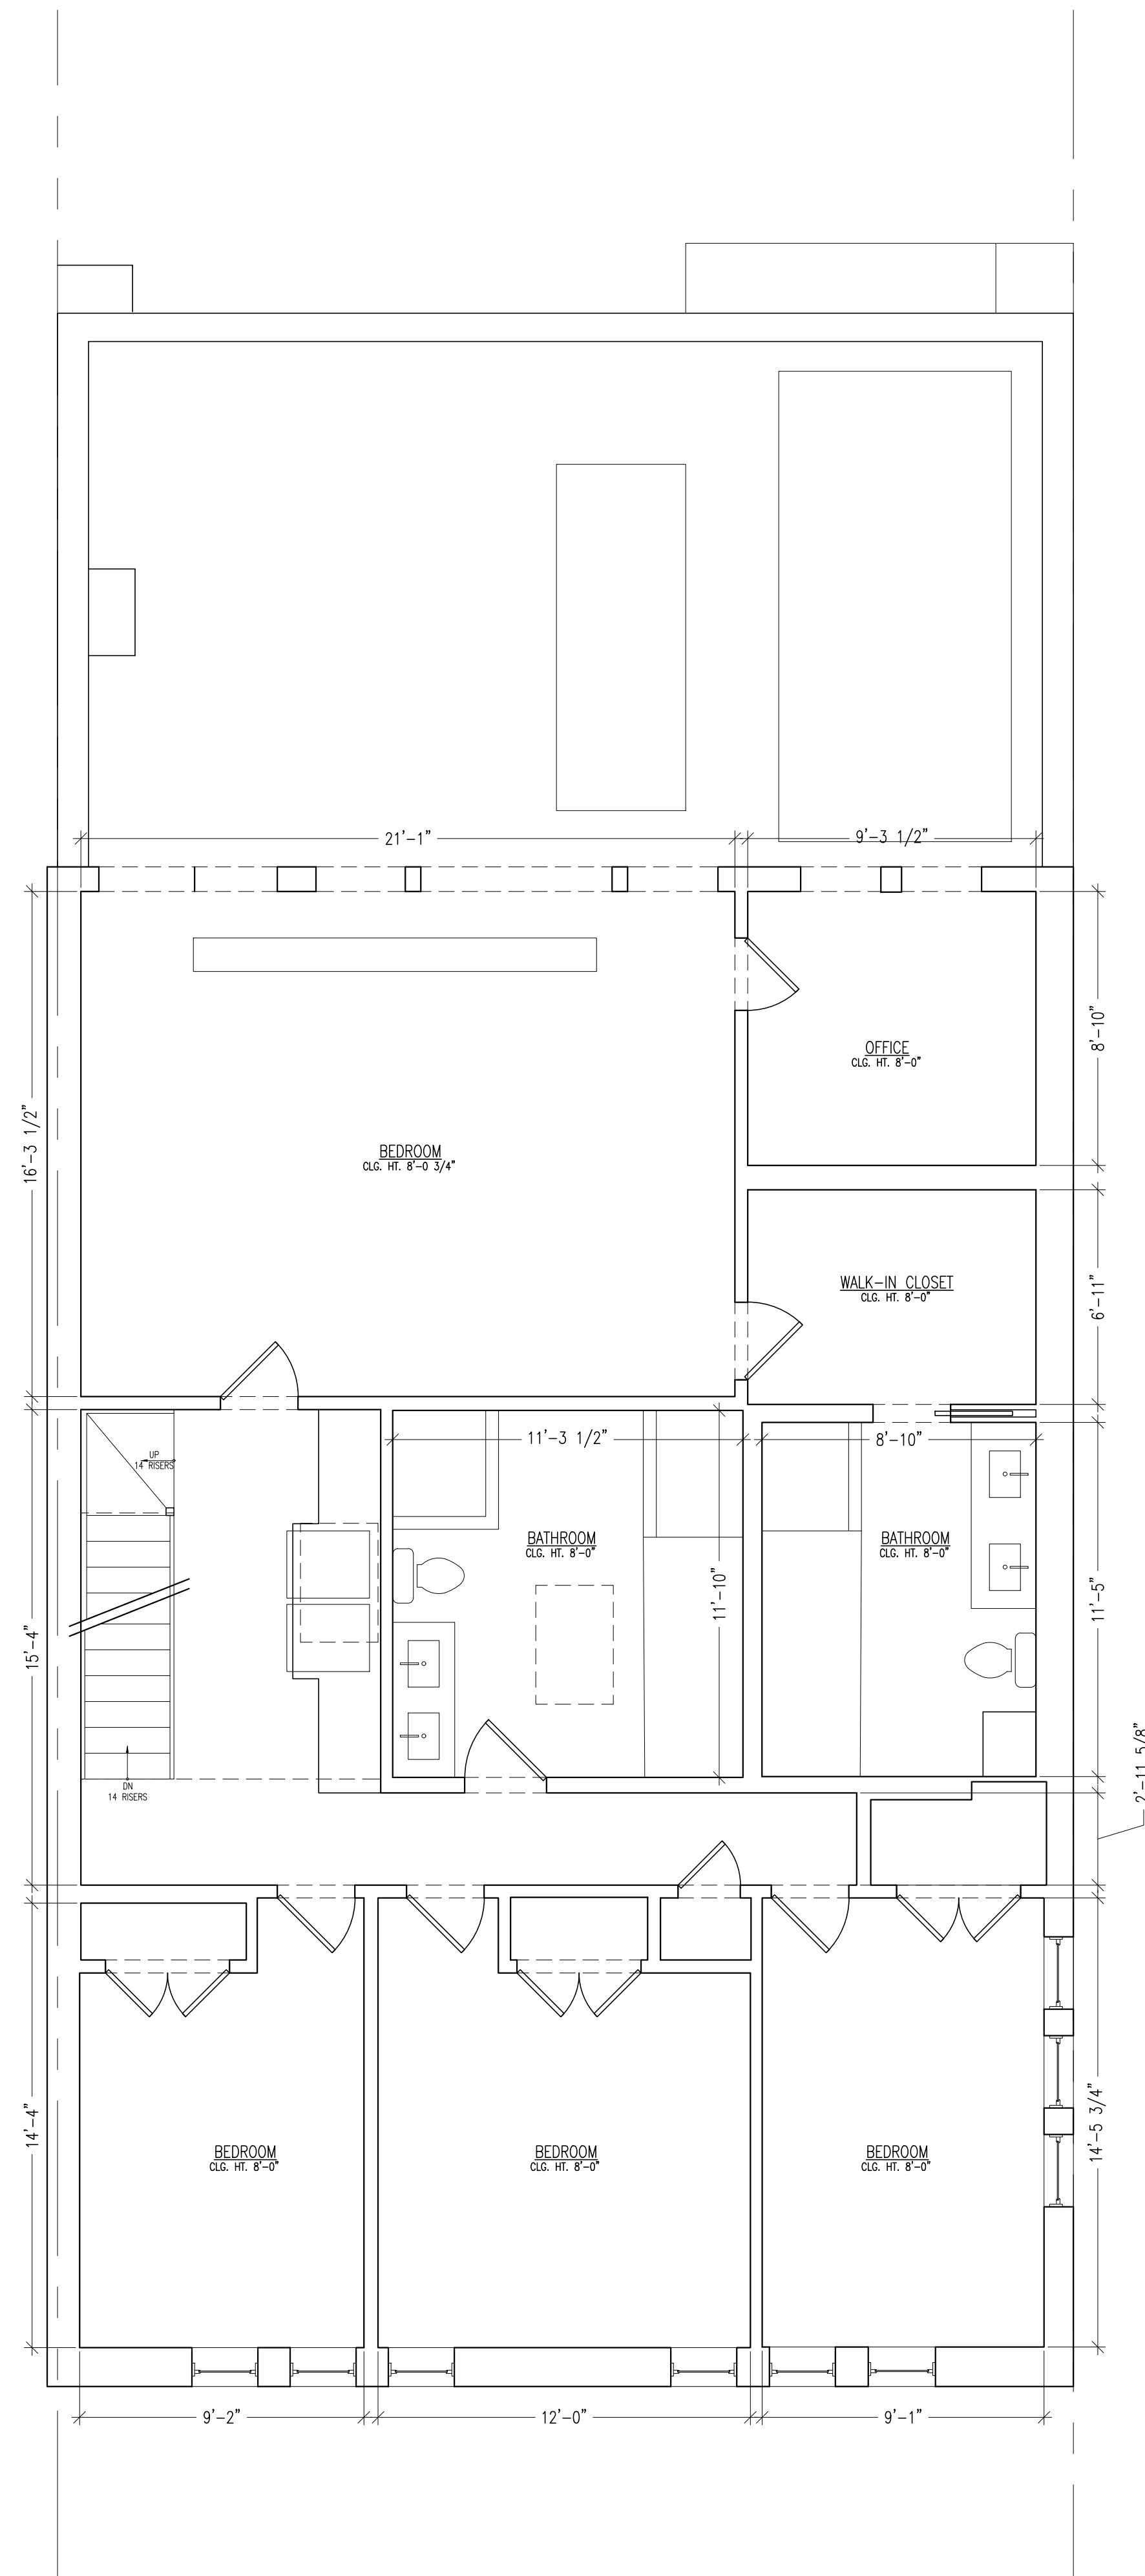 21'-1"
9'-3 1/2"
8'-10"
OFFICE
CLG. HT. 8'-0"
16'-3 1/2"
BEDROOM
CLG. HT. 8'-0 3/4"
WALK-IN CLOSET
CLG. HT. 8'-0"
6'-11"
11'-3 1/2"
8'-10"
UP
14 RISERS
BATHROOM
CLG. HT. 8'-0"
BATHROOM
CLG. HT. 8'-0"
11'-10"
11'-5"
15'-4"
2'-11 5/8"
DN
14 RISERS
14'-4"
14'-5 3/4"
BEDROOM
CLG. HT. 8'-0"
BEDROOM
CLG. HT. 8'-0"
BEDROOM
CLG. HT. 8'-0"
9'-2"
12'-0"
9'-1"